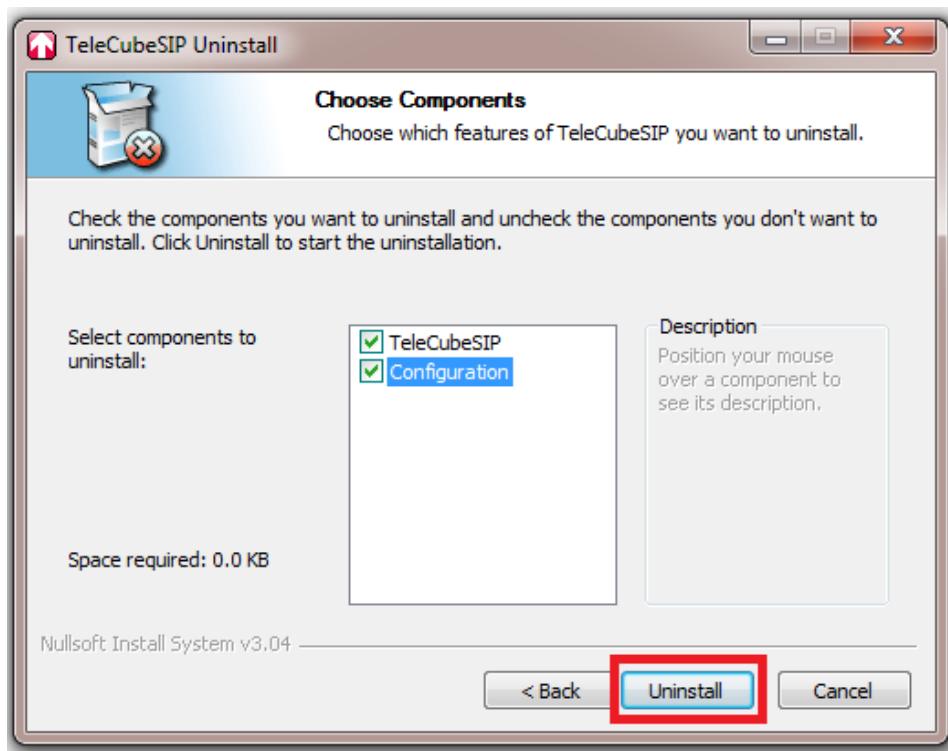 TeleCubeSIP Uninstall
Choose Components
Choose which features of TeleCubeSIP you want to uninstall.
Check the components you want to uninstall and uncheck the components you don't want to
uninstall. Click Uninstall to start the uninstallation.
Select components to
uninstall:
TeleCubeSIP
Configuration
Description
Position your mouse
over a component to
see its description.
Space required: 0.0 KB
Nullsoft Install System v3.04
< Back
Uninstall
Cancel